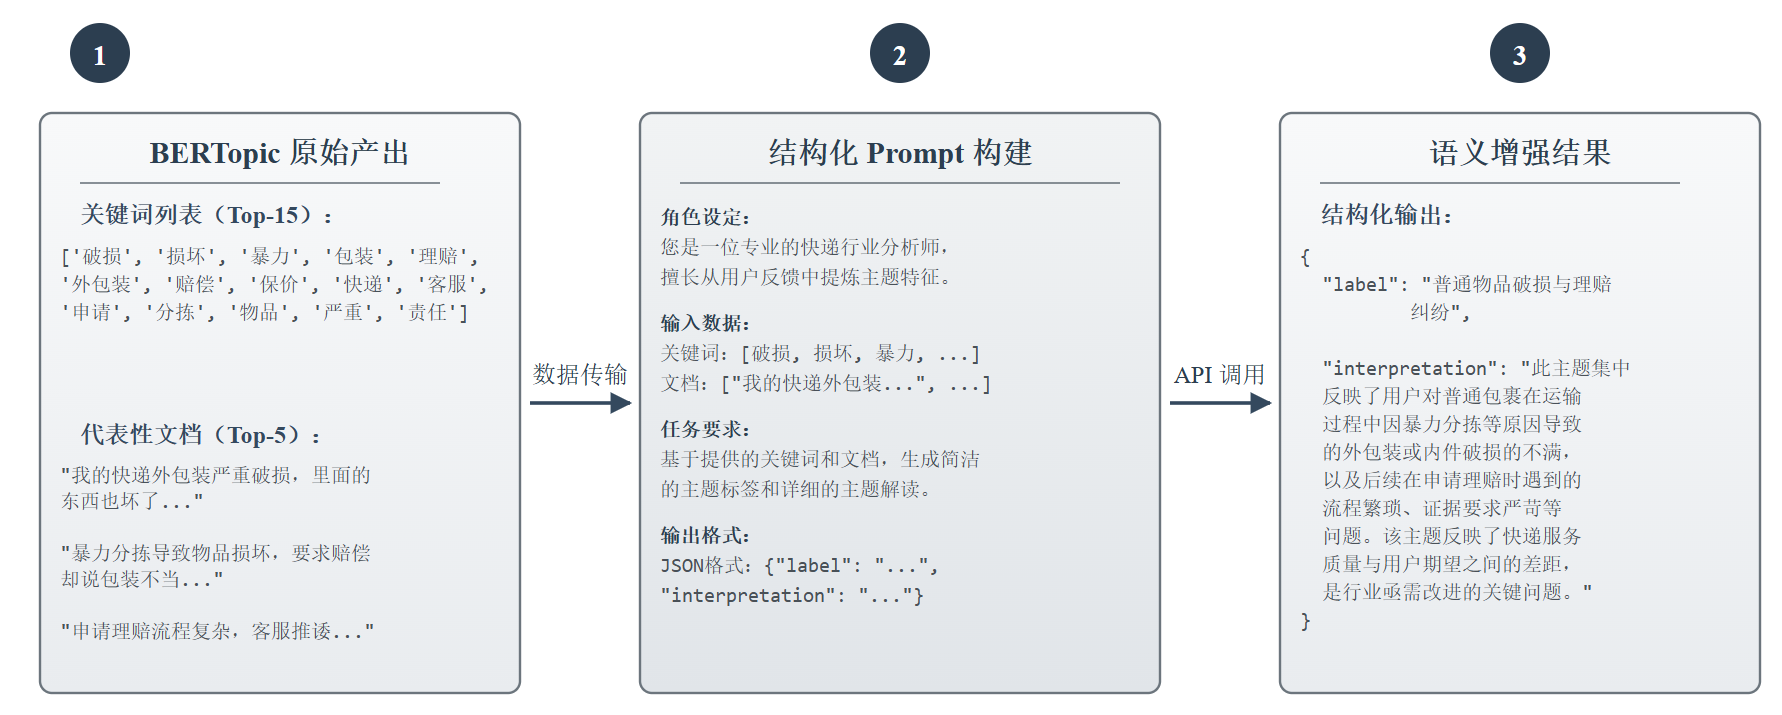 1
BERTopic 原始产出
关键词列表（Top-15）：
['破损', '损坏', '暴力', '包装', '理赔',
'外包装', '赔偿', '保价', '快递', '客服',
'申请', '分拣', '物品', '严重', '责任']
代表性文档（Top-5）：
"我的快递外包装严重破损，里面的
东西也坏了..."
"暴力分拣导致物品损坏，要求赔偿
却说包装不当..."
"申请理赔流程复杂，客服推诿..."
数据传输
2
结构化 Prompt 构建
角色设定：
您是一位专业的快递行业分析师，
擅长从用户反馈中提炼主题特征。
输入数据：
关键词：[破损, 损坏, 暴力, ...]
文档：["我的快递外包装...", ...]
任务要求：
基于提供的关键词和文档，生成简洁
的主题标签和详细的主题解读。
输出格式：
JSON格式：{"label": "...",
"interpretation": "..."}
API 调用
3
语义增强结果
结构化输出：
{
"label": "普通物品破损与理赔
纠纷",
"interpretation": "此主题集中
反映了用户对普通包裹在运输
过程中因暴力分拣等原因导致
的外包装或内件破损的不满，
以及后续在申请理赔时遇到的
流程繁琐、证据要求严苛等
问题。该主题反映了快递服务
质量与用户期望之间的差距，
是行业亟需改进的关键问题。"
}